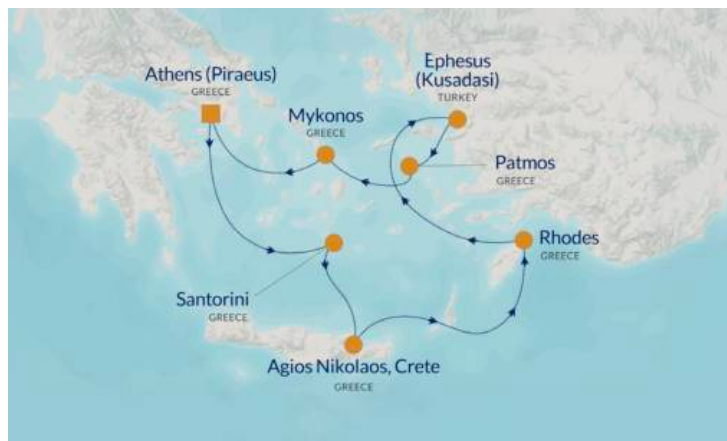 Athens (Piraeus)
GREECE
Ephesus
(Kusadasi)
TURKEY
Mykonos
GREECE
Patmos
GREECE
Rhodes
GREECE
Santorini
GREECE
Agios Nikolaos, Crete
GREECE